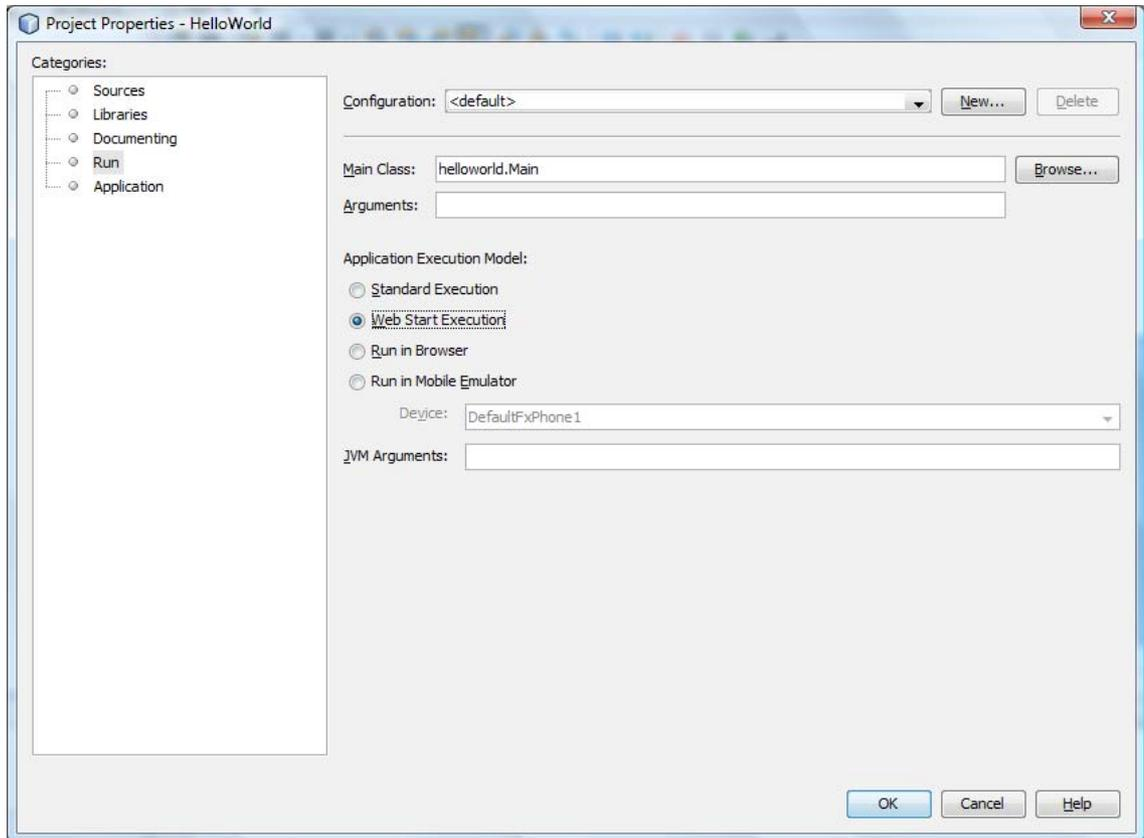 Project Properties - HelloWorld
Categories:
Sources
Libraries
Documenting
Run
Application
Configuration: <default> New... Delete
Main Class: helloworld.Main Browse...
Arguments:
Application Execution Model:
Standard Execution
Web Start Execution
Run in Browser
Run in Mobile Emulator
Device: DefaultFxPhone1
JVM Arguments:
OK Cancel Help